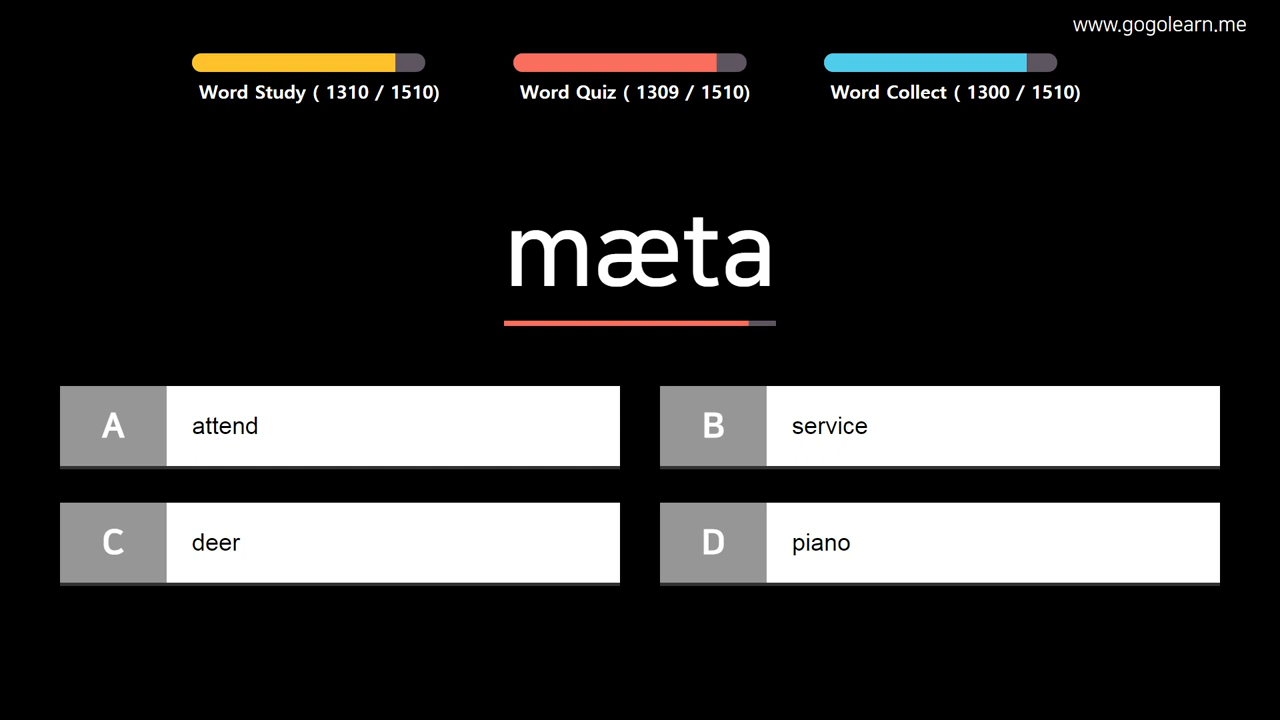 www.gogolearn.me
Word Study ( 1310 / 1510)
Word Quiz ( 1309 / 1510)
Word Collect ( 1300 / 1510)
mæta
A attend
B service
C deer
D piano